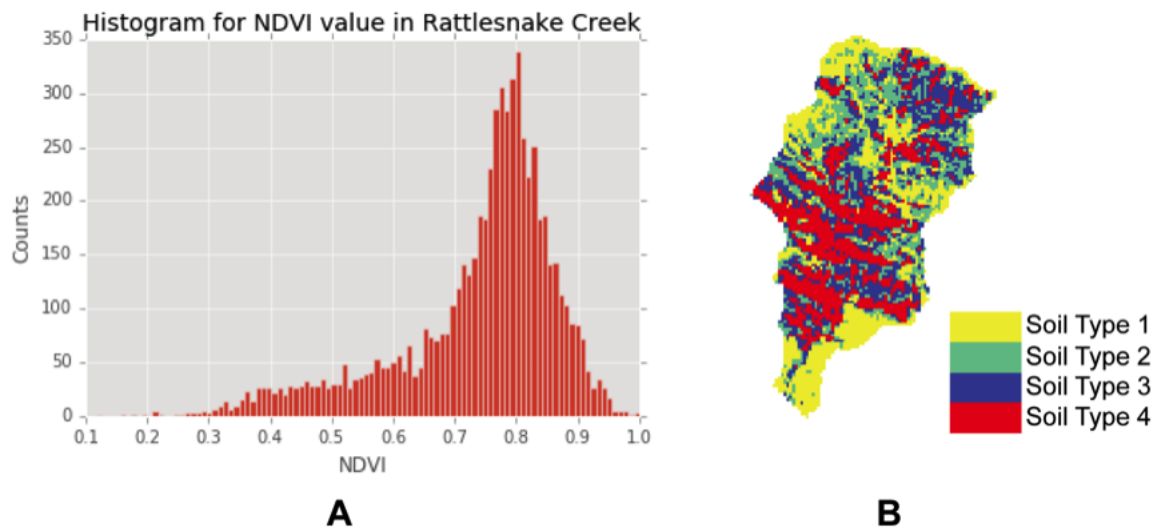 Histogram for NDVI value in Rattlesnake Creek
350
300
250
200
150
100
50
0
Counts
0.1 0.2 0.3 0.4 0.5 0.6 0.7 0.8 0.9 1.0
NDVI
A
Soil Type 1
Soil Type 2
Soil Type 3
Soil Type 4
B